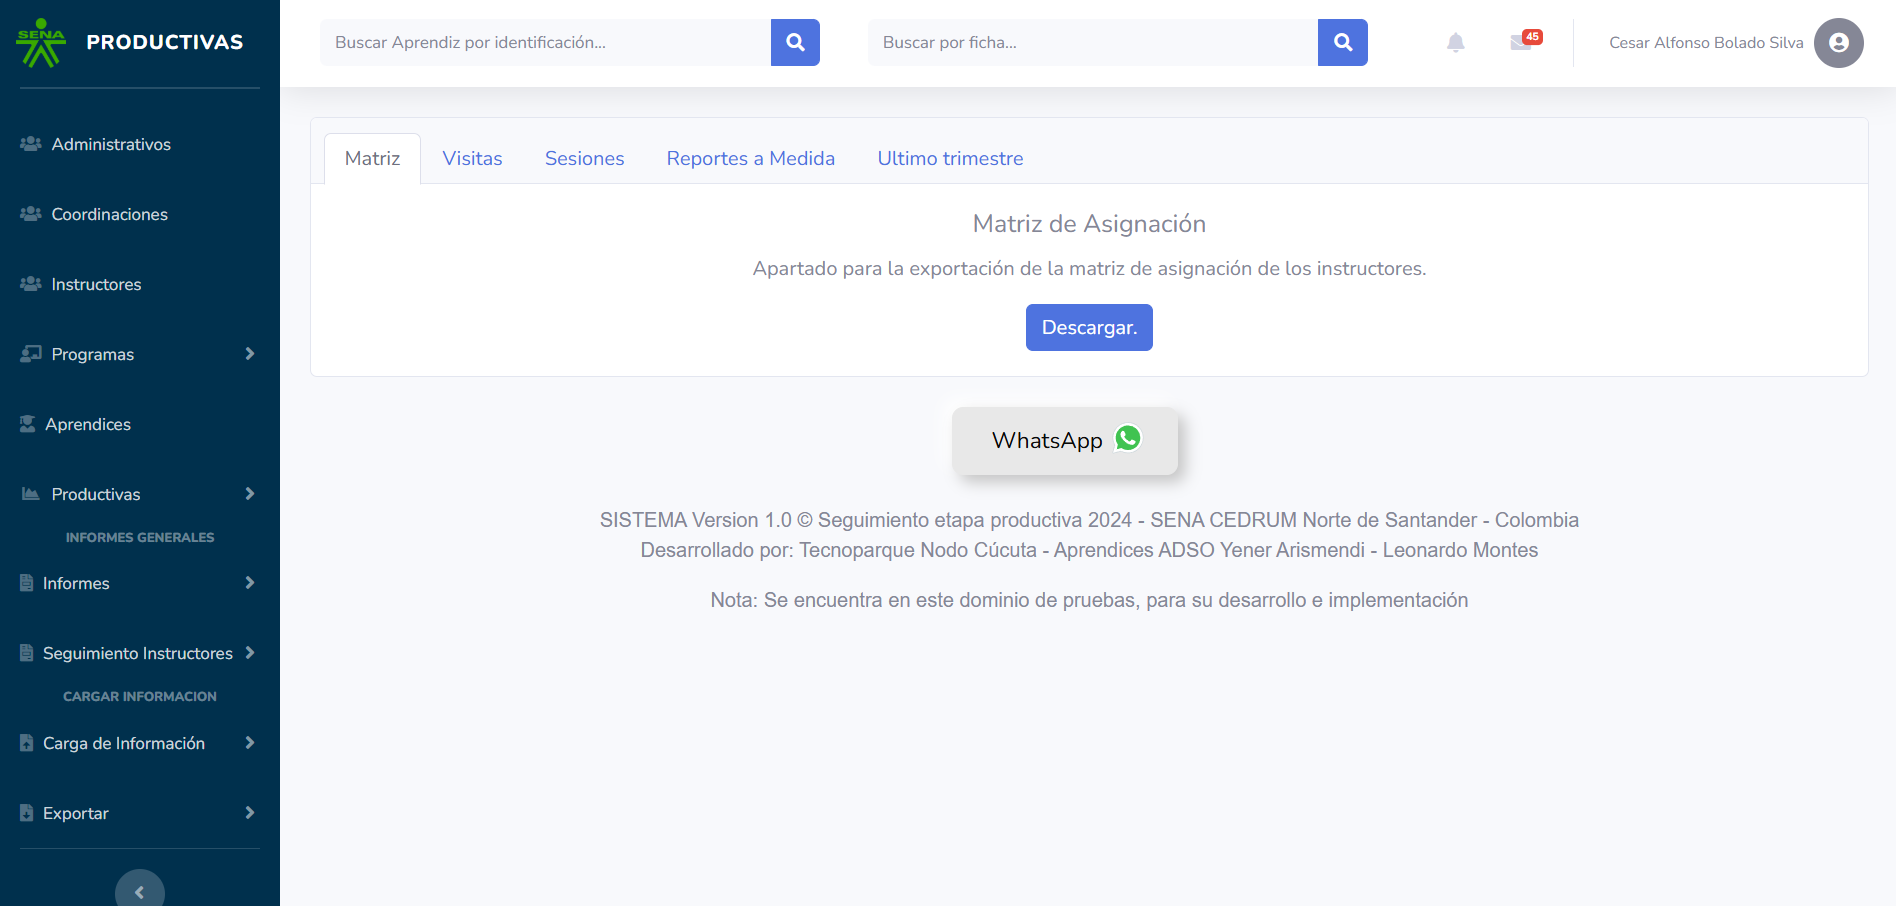 SENA
PRODUCTIVAS
Buscar Aprendiz por identificación...
Buscar por ficha...
45
Cesar Alfonso Bolado Silva
Administrativos
Coordinaciones
Instructores
Programas
Aprendices
Productivas
INFORMES GENERALES
Informes
Seguimiento Instructores
CARGAR INFORMACION
Carga de Información
Exportar
Matriz
Visitas
Sesiones
Reportes a Medida
Ultimo trimestre
Matriz de Asignación
Apartado para la exportación de la matriz de asignación de los instructores.
Descargar.
WhatsApp
SISTEMA Version 1.0 © Seguimiento etapa productiva 2024 - SENA CEDRUM Norte de Santander - Colombia
Desarrollado por: Tecnoparque Nodo Cúcuta - Aprendices ADSO Yener Arismendi - Leonardo Montes
Nota: Se encuentra en este dominio de pruebas, para su desarrollo e implementación